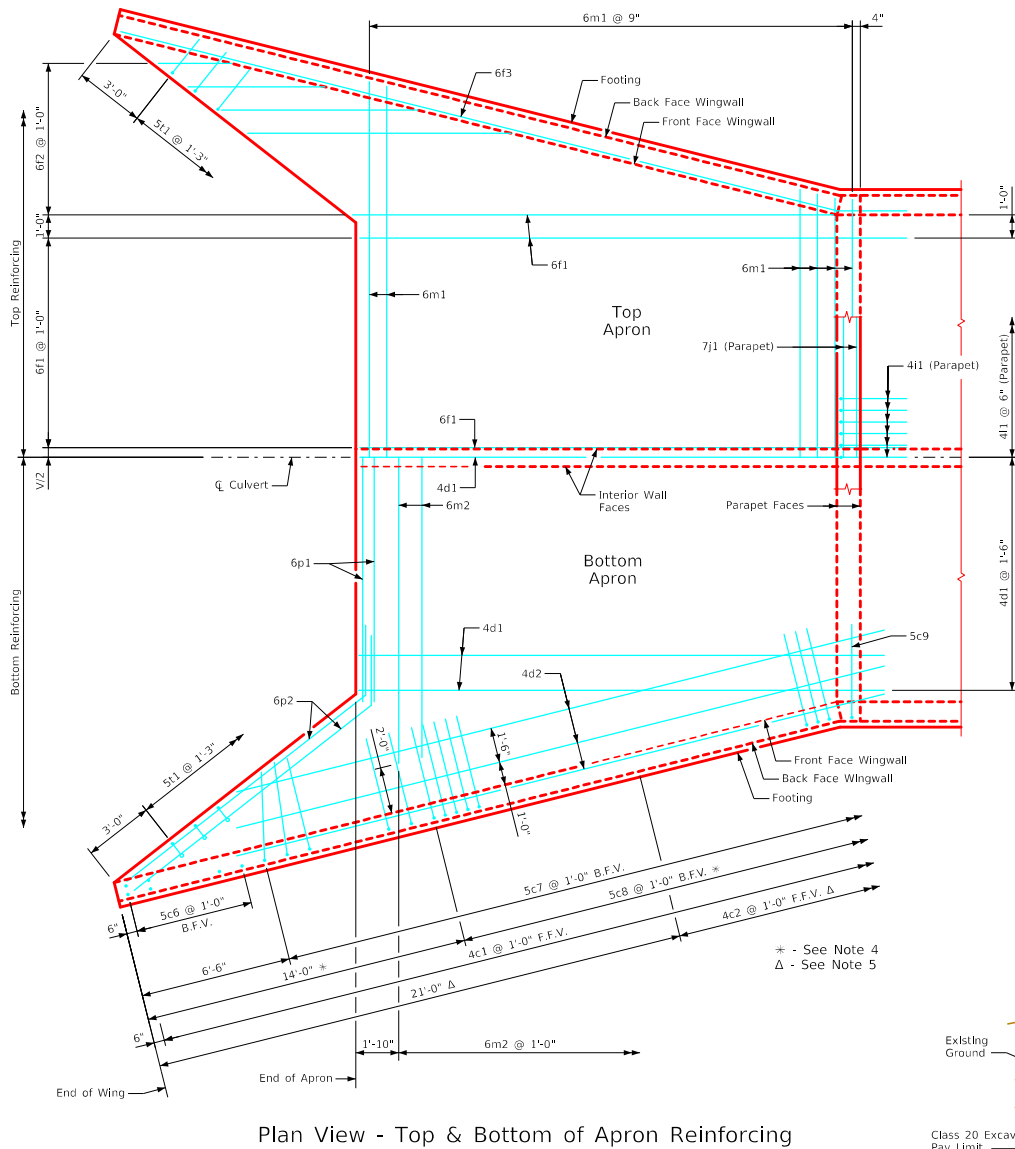 6m1 @ 9"
4"
6f3
Footing
Back Face Wingwall
Front Face Wingwall
3'-0"
5t1 @ 1'-3"
6f2 @ 1'-0"
1'-0"
1'-0"
Top Reinforcing
6f1 @ 1'-0"
6f1
6m1
6m1
Top
Apron
7j1 (Parapet)
4i1 (Parapet)
4l1 @ 6" (Parapet)
6f1
V/2
℄ Culvert
4d1
6m2
Interior Wall
Faces
Parapet Faces
6p1
Bottom
Apron
4d1 @ 1'-6"
Bottom Reinforcing
4d1
5c9
4d2
6p2
2'-0"
1'-6"
1'-0"
5t1 @ 1'-3"
3'-0"
Front Face Wingwall
Back Face Wingwall
Footing
5c7 @ 1'-0" B.F.V.
5c8 @ 1'-0" B.F.V. ✳
4c2 @ 1'-0" F.F.V. Δ
5c6 @ 1'-0"
B.F.V.
6"
6'-6"
14'-0" ✳
4c1 @ 1'-0" F.F.V.
21'-0" Δ
✳ - See Note 4
Δ - See Note 5
6"
1'-10"
6m2 @ 1'-0"
Existing
Ground
End of Wing
End of Apron
Plan View - Top & Bottom of Apron Reinforcing
Class 20 Excav
Pay Limit